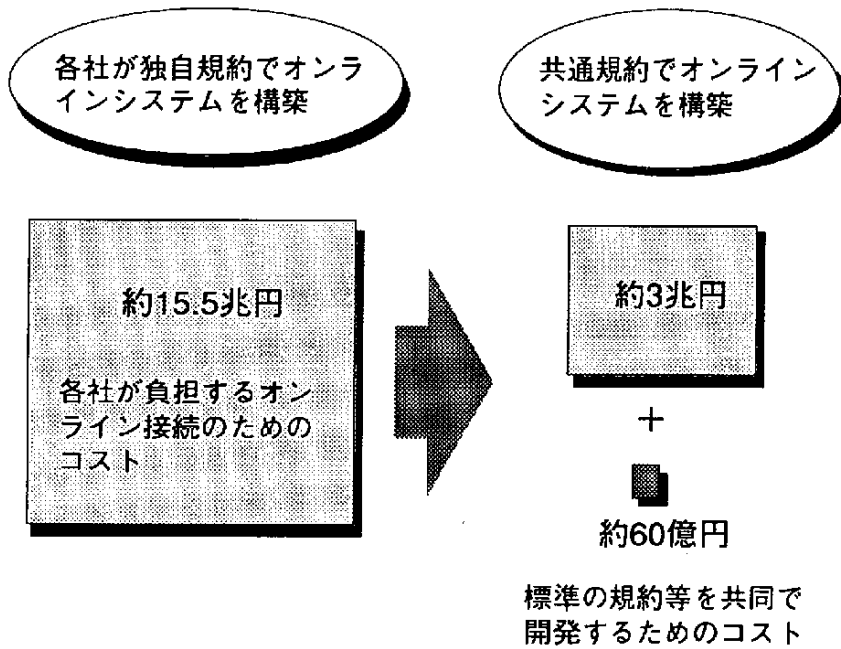 各社が独自規約でオンラ
インシステムを構築
共通規約でオンライン
システムを構築
約15.5兆円
各社が負担するオン
ライン接続のための
コスト
約3兆円
+
約60億円
標準の規約等を共同で
開発するためのコスト